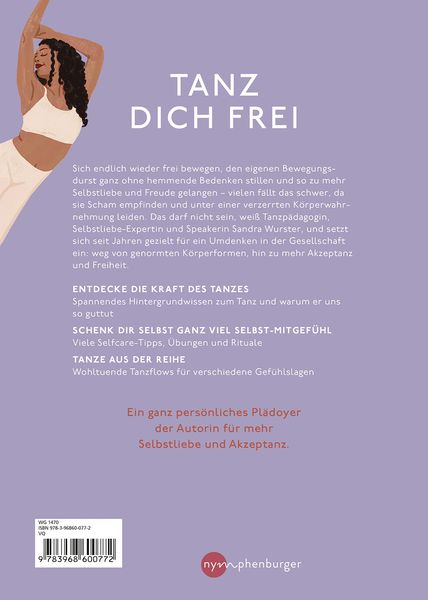 TANZ
DICH FREI
Sich endlich wieder frei bewegen, den eigenen Bewegungs-
durst ganz ohne hemmende Bedenken stillen und so zu mehr
Selbstliebe und Freude gelangen – vielen fällt das schwer, da
sie Scham empfinden und unter einer verzerrten Körperwahr-
nehmung leiden. Das darf nicht sein, weiß Tanzpädagogin,
Selbstliebe-Expertin und Speakerin Sandra Wurster, und setzt
sich seit Jahren gezielt für ein Umdenken in der Gesellschaft
ein: weg von genormten Körperformen, hin zu mehr Akzeptanz
und Freiheit.
ENTDECKE DIE KRAFT DES TANZES
Spannendes Hintergrundwissen zum Tanz und warum er uns
so guttut
SCHENK DIR SELBST GANZ VIEL SELBST-MITGEFÜHL
Viele Selfcare-Tipps, Übungen und Rituale
TANZE AUS DER REIHE
Wohltuende Tanzflows für verschiedene Gefühlslagen
Ein ganz persönliches Plädoyer
der Autorin für mehr
Selbstliebe und Akzeptanz.
WG 1470
ISBN 978-3-96860-077-2
VQ
9 783968 600772
nymphenburger